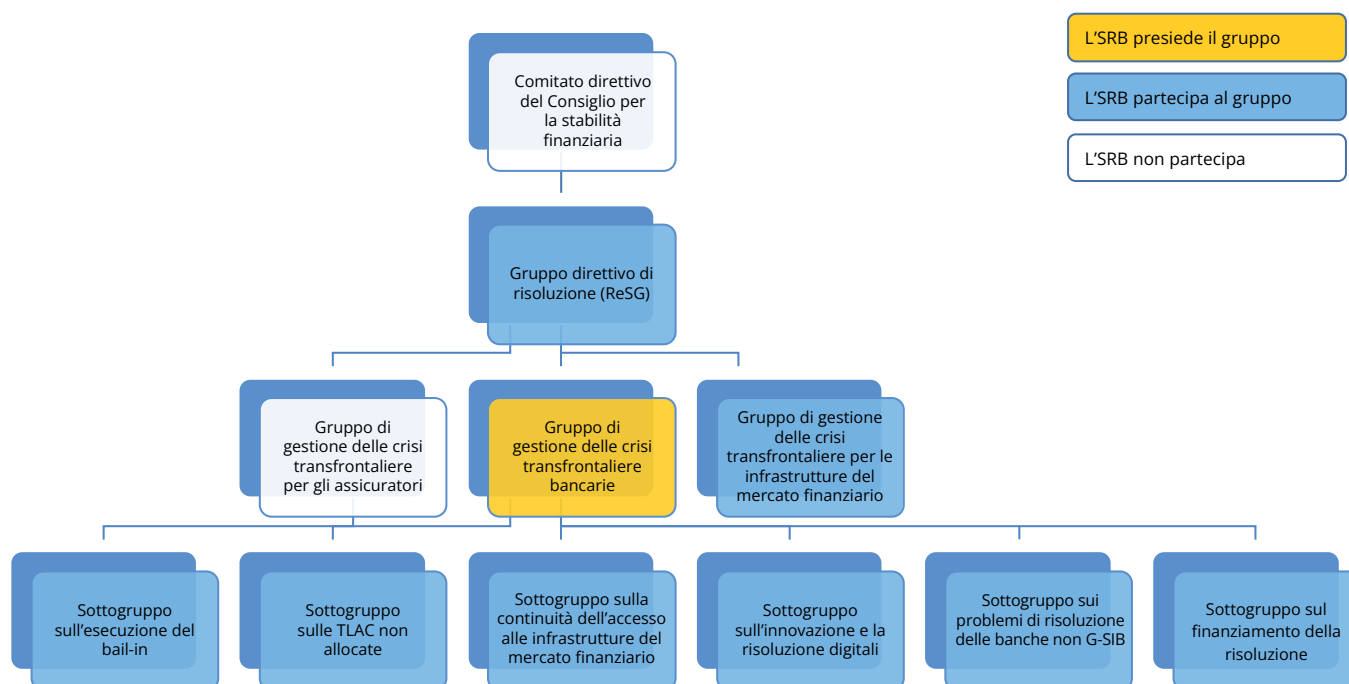 L'SRB presiede il gruppo
L'SRB partecipa al gruppo
L'SRB non partecipa
Comitato direttivo
del Consiglio per
la stabilità
finanziaria
Gruppo direttivo di
risoluzione (ReSG)
Gruppo di
gestione delle crisi
transfrontaliere
per gli assicuratori
Gruppo di
gestione delle crisi
transfrontaliere
bancarie
Gruppo di gestione
delle crisi
transfrontaliere per le
infrastrutture del
mercato finanziario
Sottogruppo
sull'esecuzione del
bail-in
Sottogruppo
sulle TLAC non
allocate
Sottogruppo sulla
continuità dell'accesso
alle infrastrutture del
mercato finanziario
Sottogruppo
sull'innovazione e la
risoluzione digitali
Sottogruppo sui
problemi di risoluzione
delle banche non G-SIB
Sottogruppo sul
finanziamento della
risoluzione